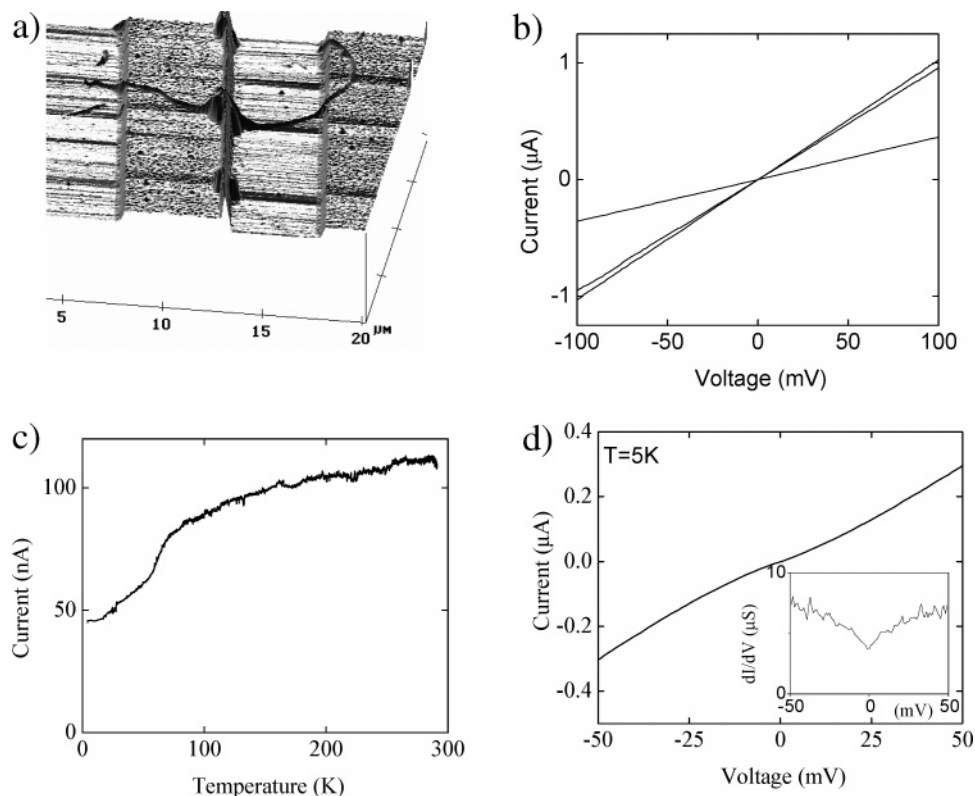 a)
5
10
15
20
µM
b)
1
0
-1
Current (µA)
-100
-50
0
50
100
Voltage (mV)
c)
100
50
0
Current (nA)
0
100
200
300
Temperature (K)
d)
T=5K
0.4
0.2
0.0
-0.2
-0.4
Current (µA)
10
0
dI/dV (µS)
-50
0
50
(mV)
-50
-25
0
25
50
Voltage (mV)